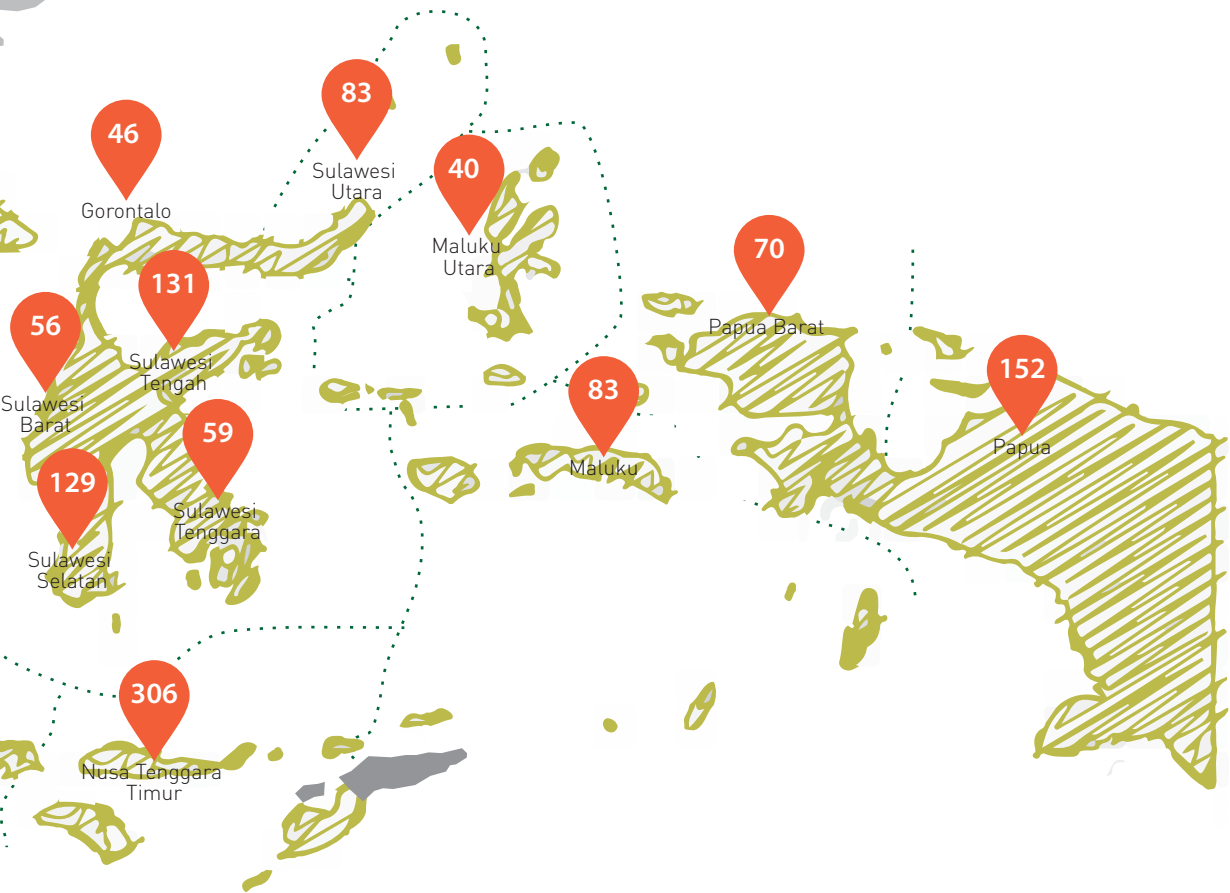 83
Sulawesi
Utara
46
Gorontalo
40
Maluku
Utara
70
Papua Barat
131
Sulawesi
Tengah
56
Sulawesi
Barat
152
Papua
83
Maluku
59
Sulawesi
Tenggara
129
Sulawesi
Selatan
306
Nusa Tenggara
Timur